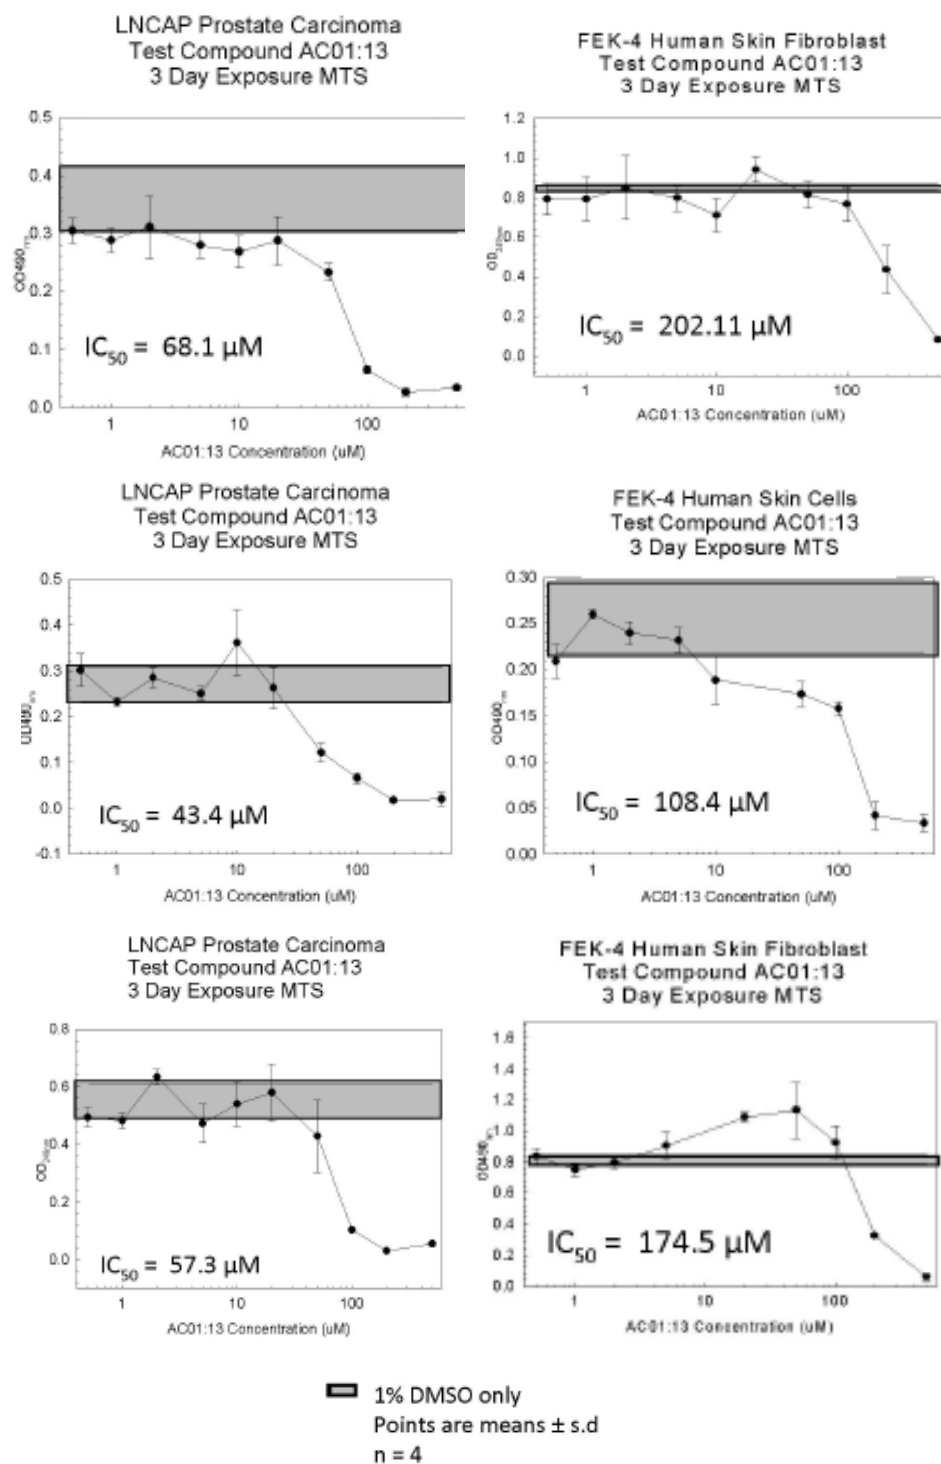 LNCAP Prostate Carcinoma
Test Compound AC01:13
3 Day Exposure MTS
0.5
0.4
0.3
0.2
0.1
0.0
OD490
IC50 = 68.1 µM
1
10
100
AC01:13 Concentration (uM)
FEK-4 Human Skin Fibroblast
Test Compound AC01:13
3 Day Exposure MTS
1.2
1.0
0.8
0.6
0.4
0.2
0.0
IC50 = 202.11 µM
1
10
100
AC01:13 Concentration (uM)
LNCAP Prostate Carcinoma
Test Compound AC01:13
3 Day Exposure MTS
0.5
0.4
0.3
0.2
0.1
0.0
-0.1
IC50 = 43.4 µM
1
10
100
AC01:13 Concentration (uM)
FEK-4 Human Skin Cells
Test Compound AC01:13
3 Day Exposure MTS
0.30
0.25
0.20
0.15
0.10
0.05
0.00
OD490
IC50 = 108.4 µM
1
10
100
AC01:13 Concentration (uM)
LNCAP Prostate Carcinoma
Test Compound AC01:13
3 Day Exposure MTS
0.8
0.6
0.4
0.2
0.0
IC50 = 57.3 µM
1
10
100
AC01:13 Concentration (uM)
FEK-4 Human Skin Fibroblast
Test Compound AC01:13
3 Day Exposure MTS
1.6
1.4
1.2
1.0
0.8
0.6
0.4
0.2
0.0
OD490
IC50 = 174.5 µM
1
10
100
AC01:13 Concentration (uM)
1% DMSO only
Points are means ± s.d
n = 4